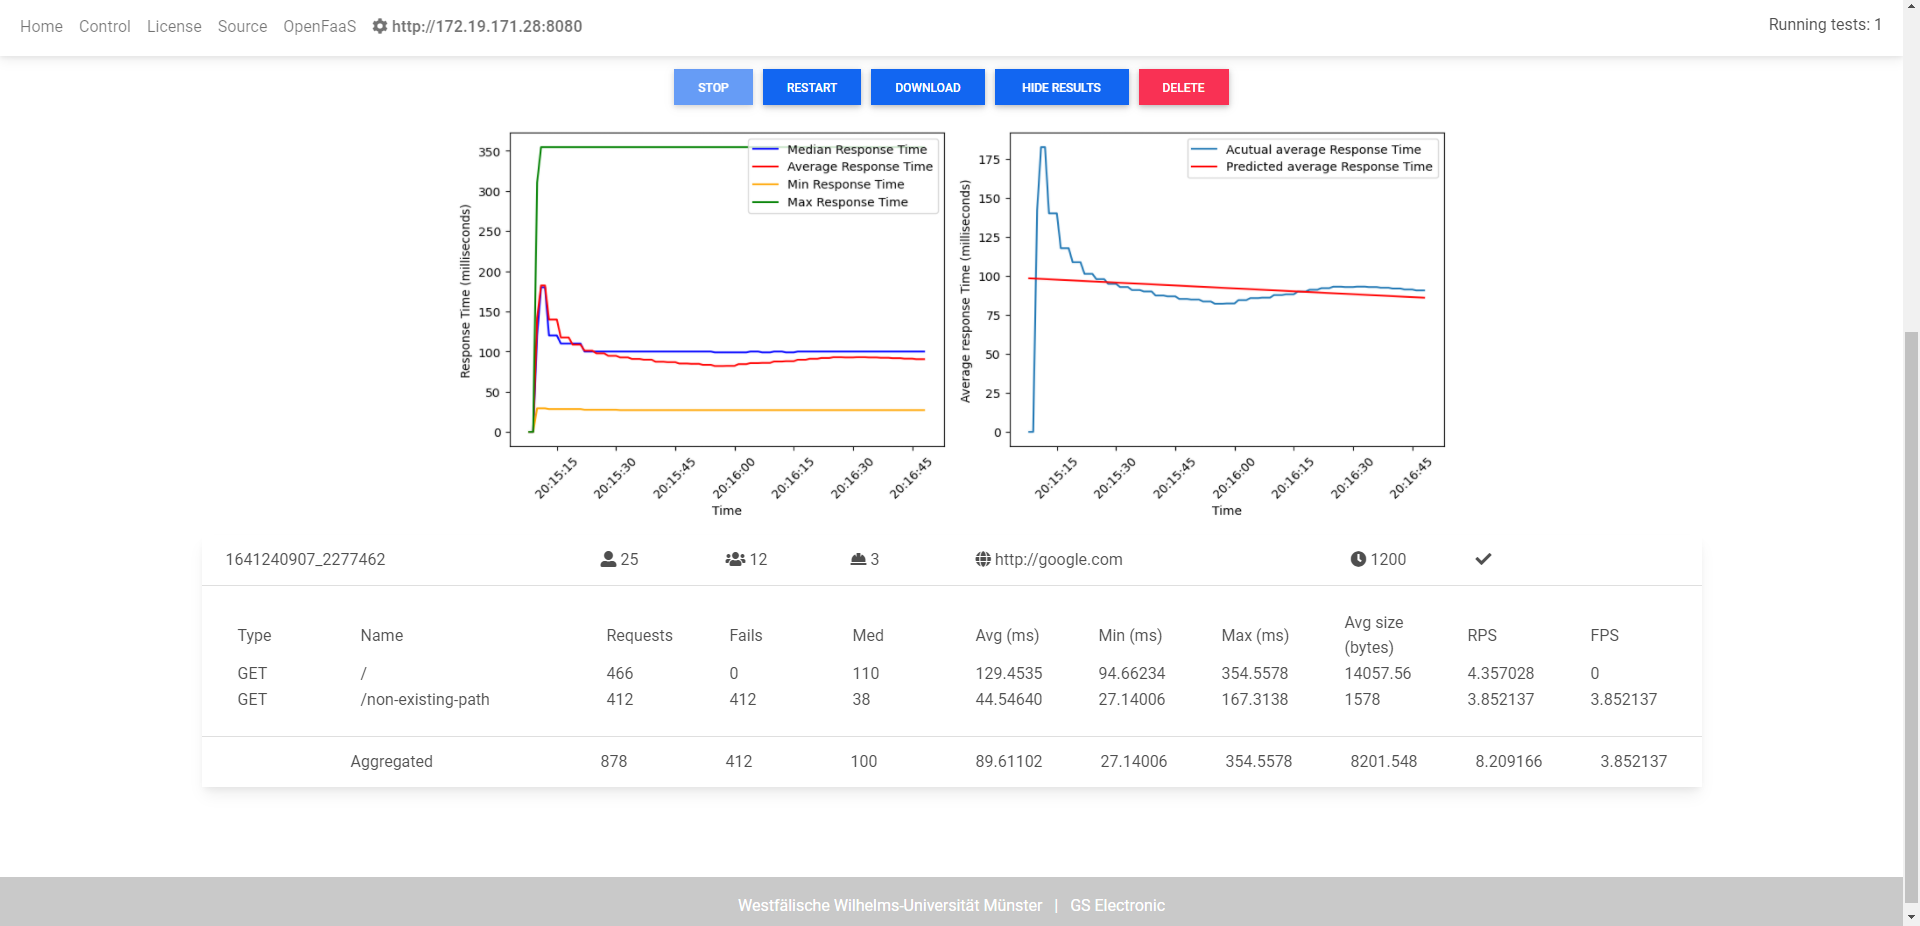 Home Control License Source OpenFaaS http://172.19.171.28:8080 Running tests: 1
STOP RESTART DOWNLOAD HIDE RESULTS DELETE
350
300
250
200
150
100
50
0
Response Time (milliseconds)
Median Response Time
Average Response Time
Min Response Time
Max Response Time
20:15:15 20:15:30 20:15:45 20:16:00 20:16:15 20:16:30 20:16:45
Time
175
150
125
100
75
50
25
0
Average response Time (milliseconds)
Acutual average Response Time
Predicted average Response Time
20:15:15 20:15:30 20:15:45 20:16:00 20:16:15 20:16:30 20:16:45
Time
1641240907_2277462 25 12 3 http://google.com 1200
Type Name Requests Fails Med Avg (ms) Min (ms) Max (ms) Avg size (bytes) RPS FPS
GET / 466 0 110 129.4535 94.66234 354.5578 14057.56 4.357028 0
GET /non-existing-path 412 412 38 44.54640 27.14006 167.3138 1578 3.852137 3.852137
Aggregated 878 412 100 89.61102 27.14006 354.5578 8201.548 8.209166 3.852137
Westfälische Wilhelms-Universität Münster | GS Electronic